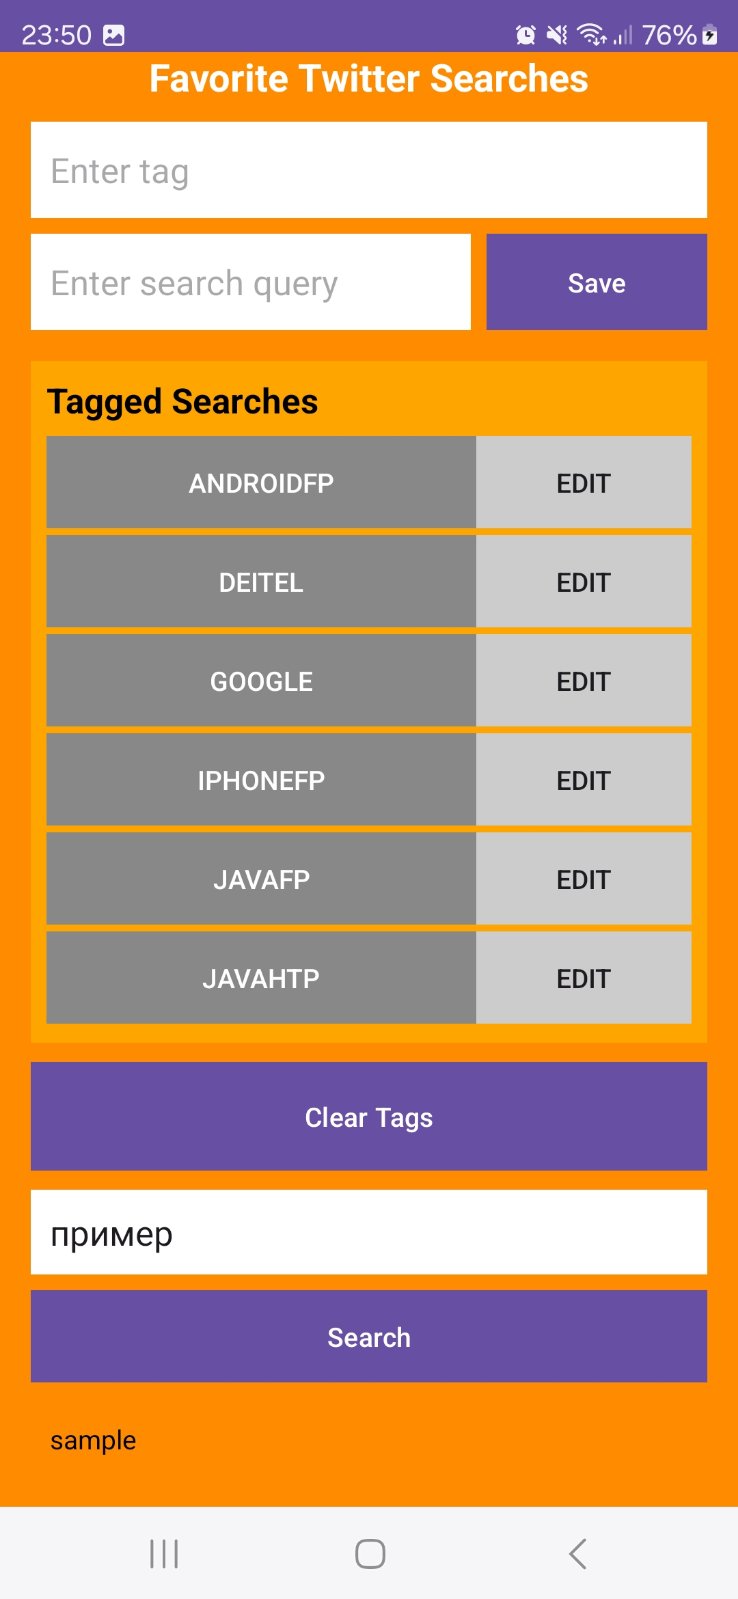 23:50 76%
Favorite Twitter Searches
Enter tag
Enter search query Save
Tagged Searches
ANDROIDFP EDIT
DEITEL EDIT
GOOGLE EDIT
IPHONEFP EDIT
JAVAFP EDIT
JAVAHTP EDIT
Clear Tags
пример
Search
sample